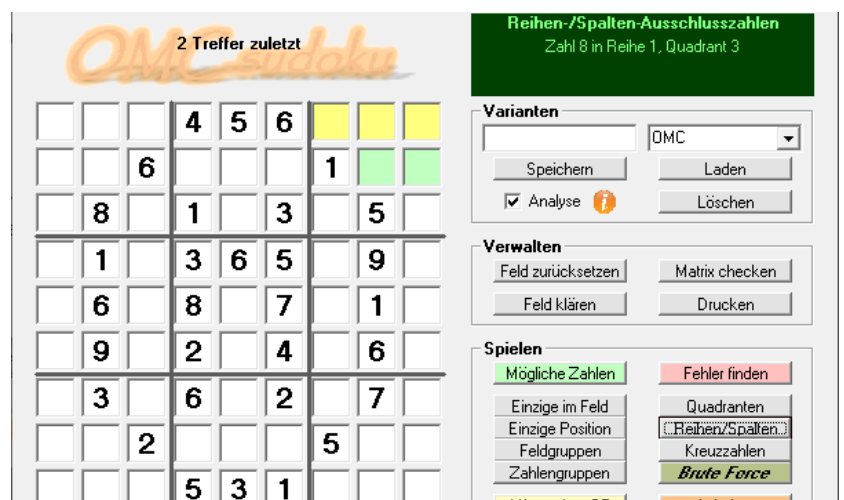 OMC sudoku
2 Treffer zuletzt
Reihen-/Spalten-Ausschlusszahlen
Zahl 8 in Reihe 1, Quadrant 3
4 5 6
6 1
8 1 3 5
1 3 6 5 9
6 8 7 1
9 2 4 6
3 6 2 7
2 5
5 3 1
Varianten
OMC
Speichern Laden
Analyse i Löschen
Verwalten
Feld zurücksetzen Matrix checken
Feld klären Drucken
Spielen
Mögliche Zahlen Fehler finden
Einzige im Feld Quadranten
Einzige Position Reihen/Spalten
Feldgruppen Kreuzzahlen
Zahlengruppen Brute Force